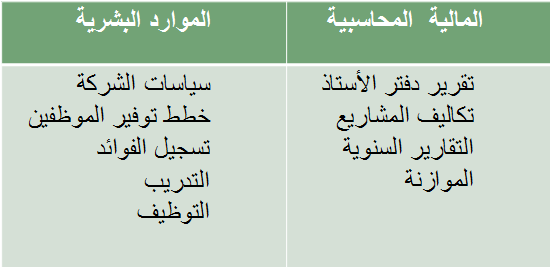 المالية المحاسبية
الموارد البشرية
تقرير دفتر الأستاذ
تكاليف المشاريع
التقارير السنوية
الموازنة
سياسات الشركة
خطط توفير الموظفين
تسجيل الفوائد
التدريب
التوظيف